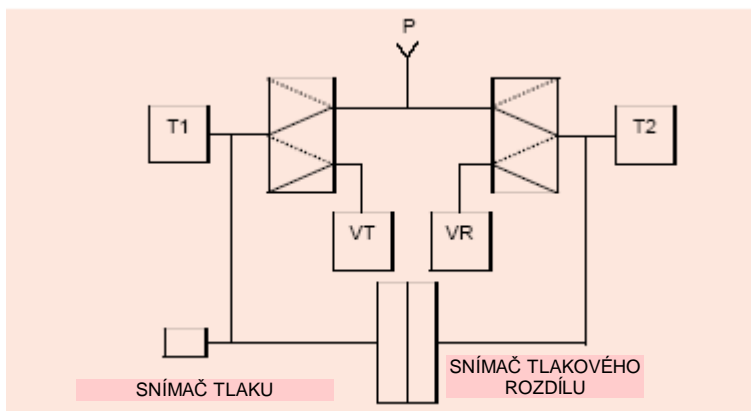 P
T1
T2
VT
VR
SNÍMAČ TLAKU
SNÍMAČ TLAKOVÉHO
ROZDÍLU